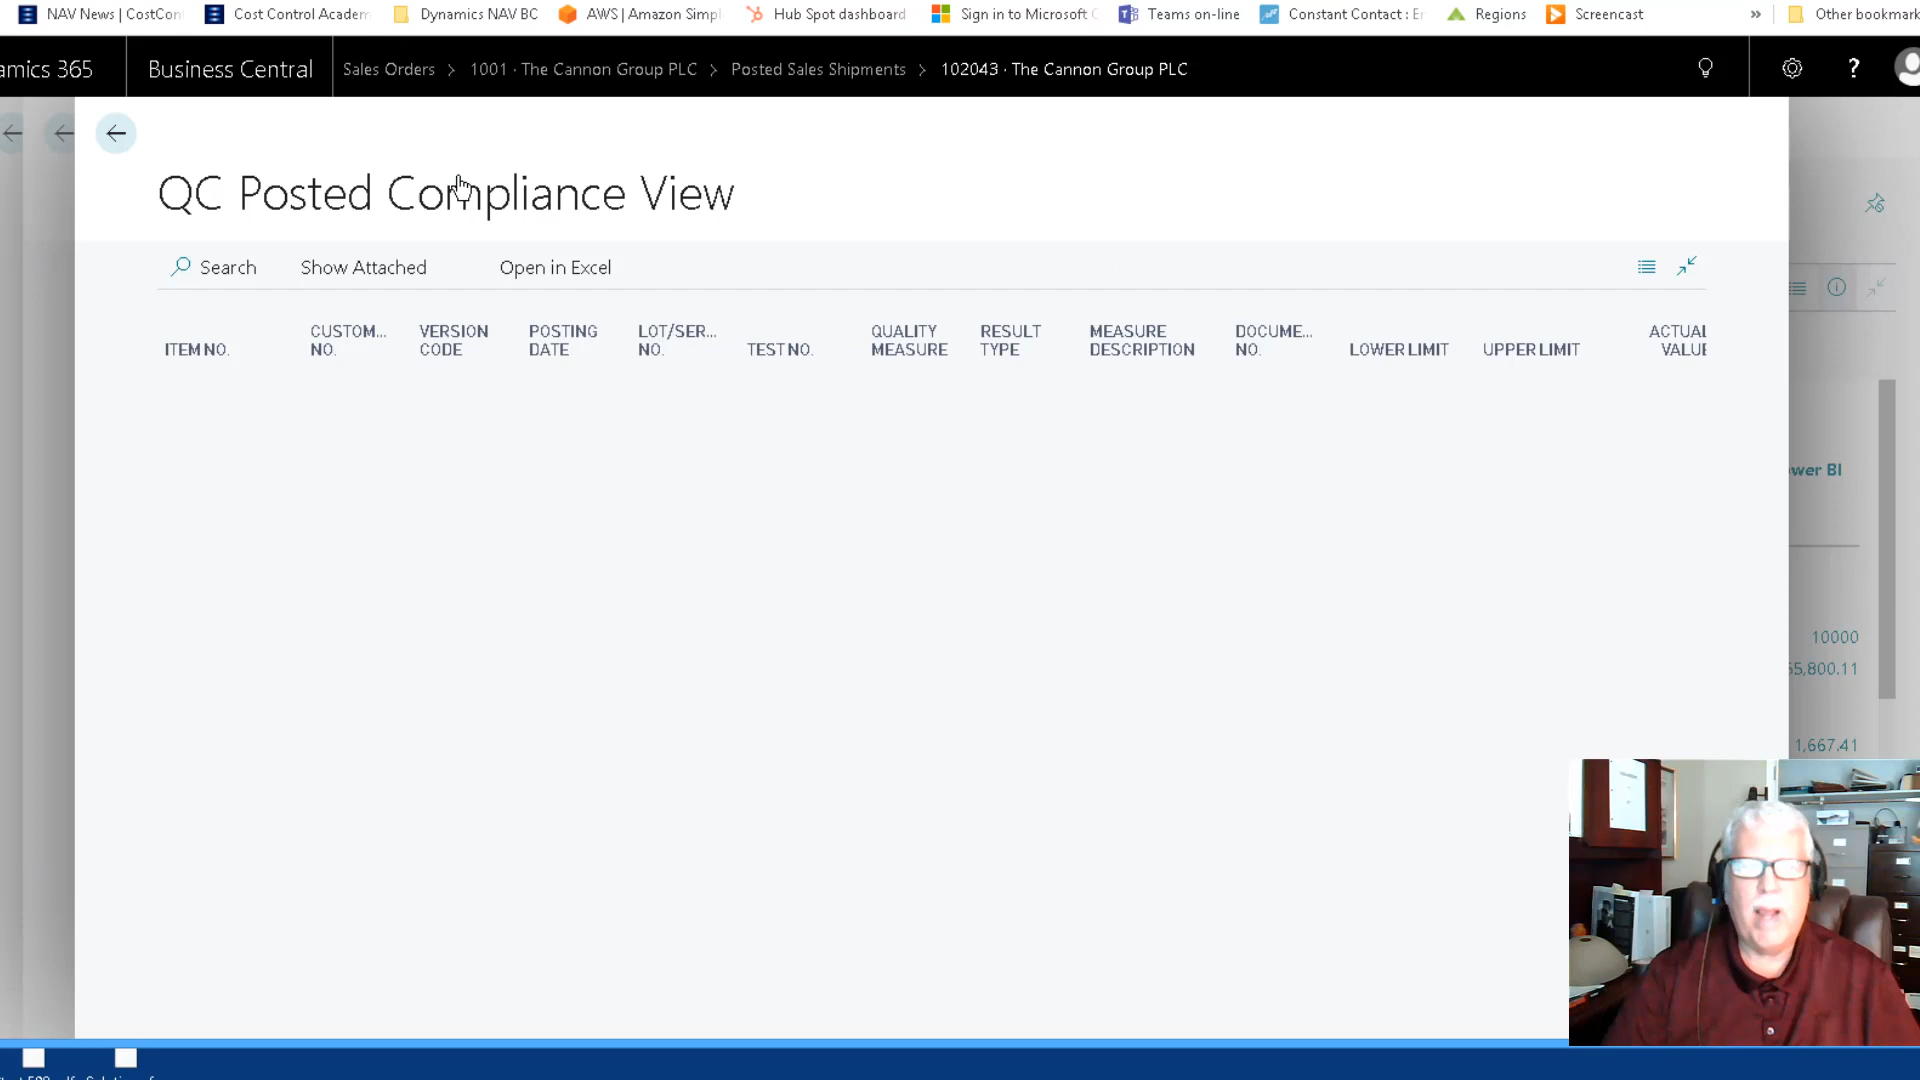 NAV News | CostCon
Cost Control Academ
Dynamics NAV BC
AWS | Amazon Simpl
Hub Spot dashboard
Sign in to Microsoft C
Teams on-line
Constant Contact : Er
Regions
Screencast
»
Other bookmark
amics 365
Business Central
Sales Orders > 1001 · The Cannon Group PLC > Posted Sales Shipments > 102043 · The Cannon Group PLC
?
QC Posted Compliance View
Search
Show Attached
Open in Excel
ITEM NO.
CUSTOM...
NO.
VERSION
CODE
POSTING
DATE
LOT/SER...
NO.
TEST NO.
QUALITY
MEASURE
RESULT
TYPE
MEASURE
DESCRIPTION
DOCUME...
NO.
LOWER LIMIT
UPPER LIMIT
ACTUAL
VALUE
wer BI
10000
5,800.11
1,667.41